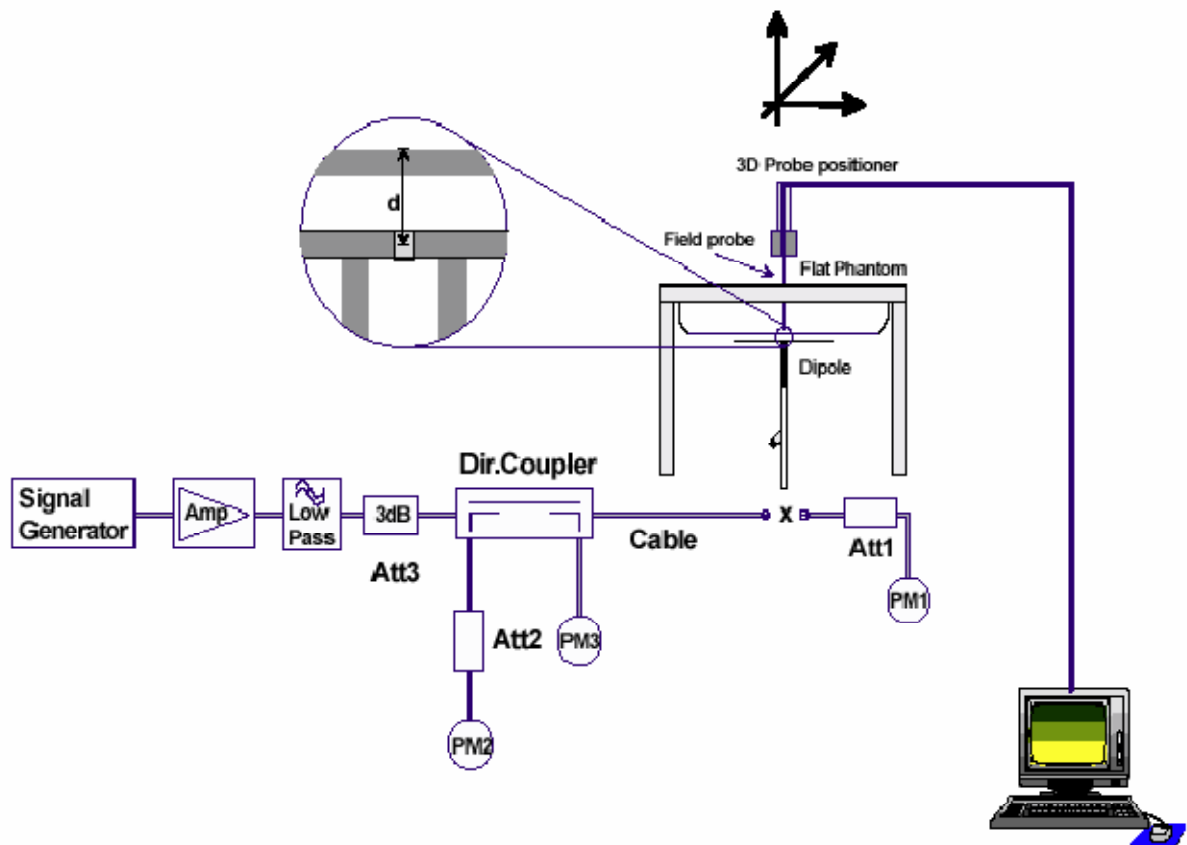 3D Probe positioner
d
Field probe
Flat Phantom
Dipole
Dir.Coupler
Signal
Generator
Amp
Low
Pass
3dB
Att3
Cable
X
Att1
PM1
Att2
PM3
PM2